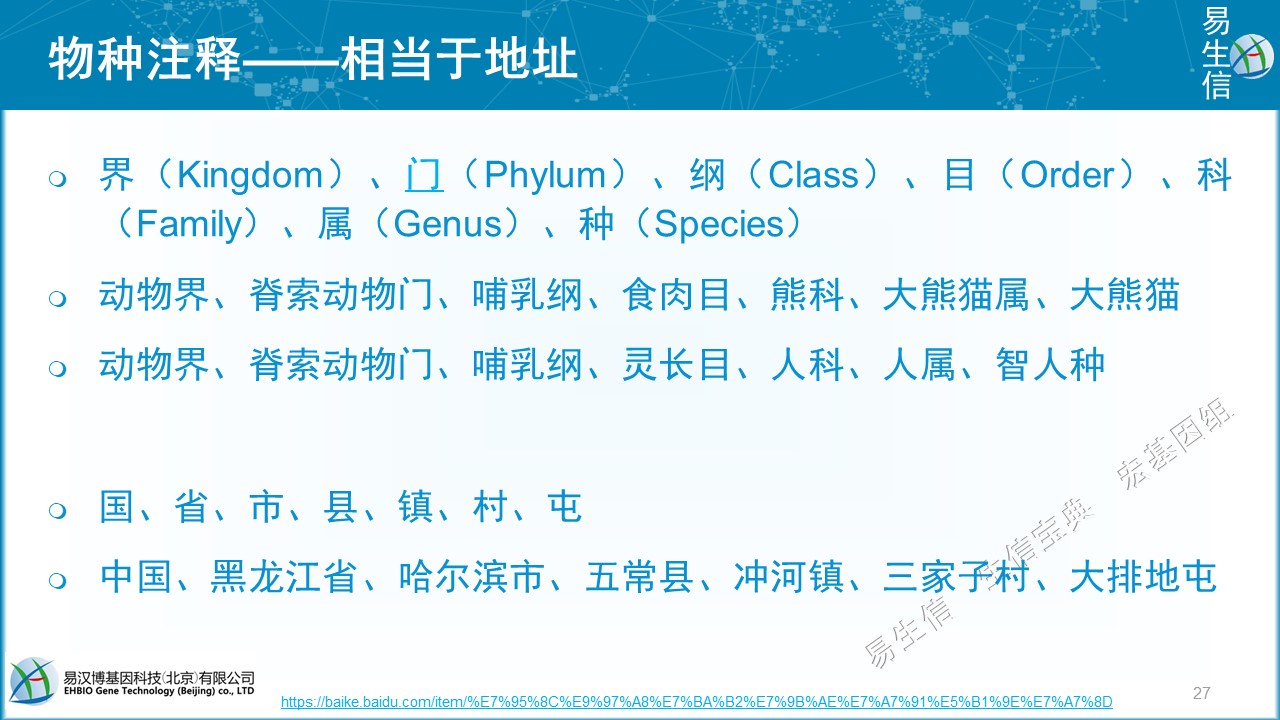 物种注释——相当于地址
易生信
界（Kingdom）、门（Phylum）、纲（Class）、目（Order）、科
（Family）、属（Genus）、种（Species）
动物界、脊索动物门、哺乳纲、食肉目、熊科、大熊猫属、大熊猫
动物界、脊索动物门、哺乳纲、灵长目、人科、人属、智人种
国、省、市、县、镇、村、屯
中国、黑龙江省、哈尔滨市、五常县、冲河镇、三家子村、大排地屯
易生信 生信宝典 宏基因组
易汉博基因科技(北京)有限公司
EHBIO Gene Technology (Beijing) co., LTD
https://baike.baidu.com/item/%E7%95%8C%E9%97%A8%E7%BA%B2%E7%9B%AE%E7%A7%91%E5%B1%9E%E7%A7%8D
27